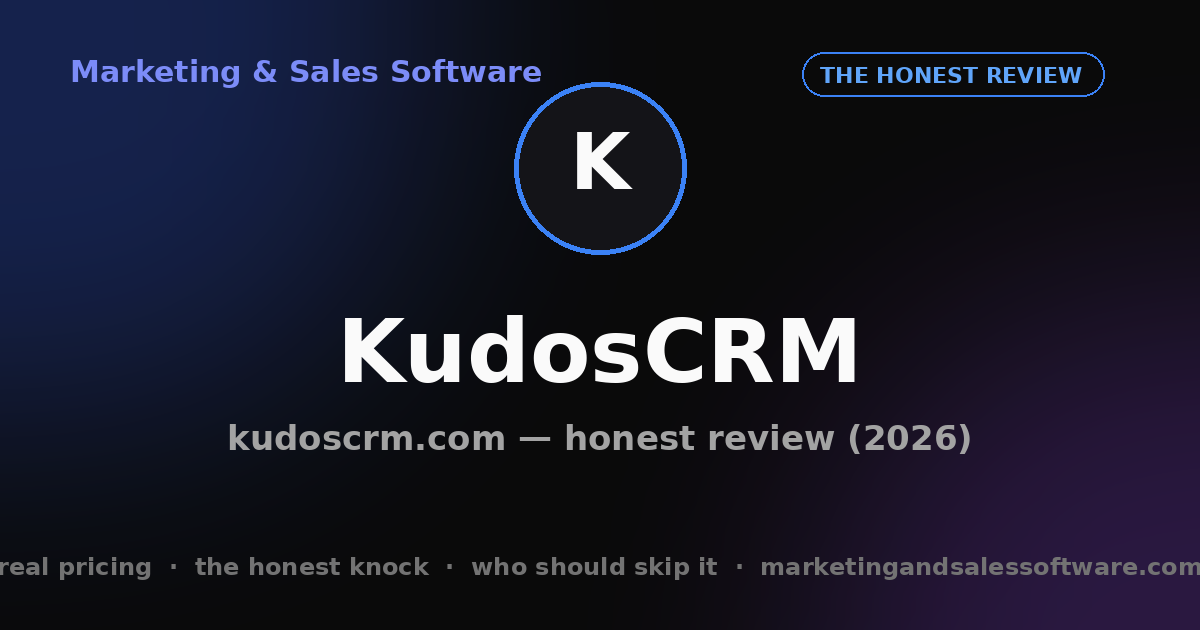 Marketing & Sales Software
THE HONEST REVIEW
K
KudosCRM
kudoscrm.com — honest review (2026)
real pricing · the honest knock · who should skip it · marketingandsalessoftware.com